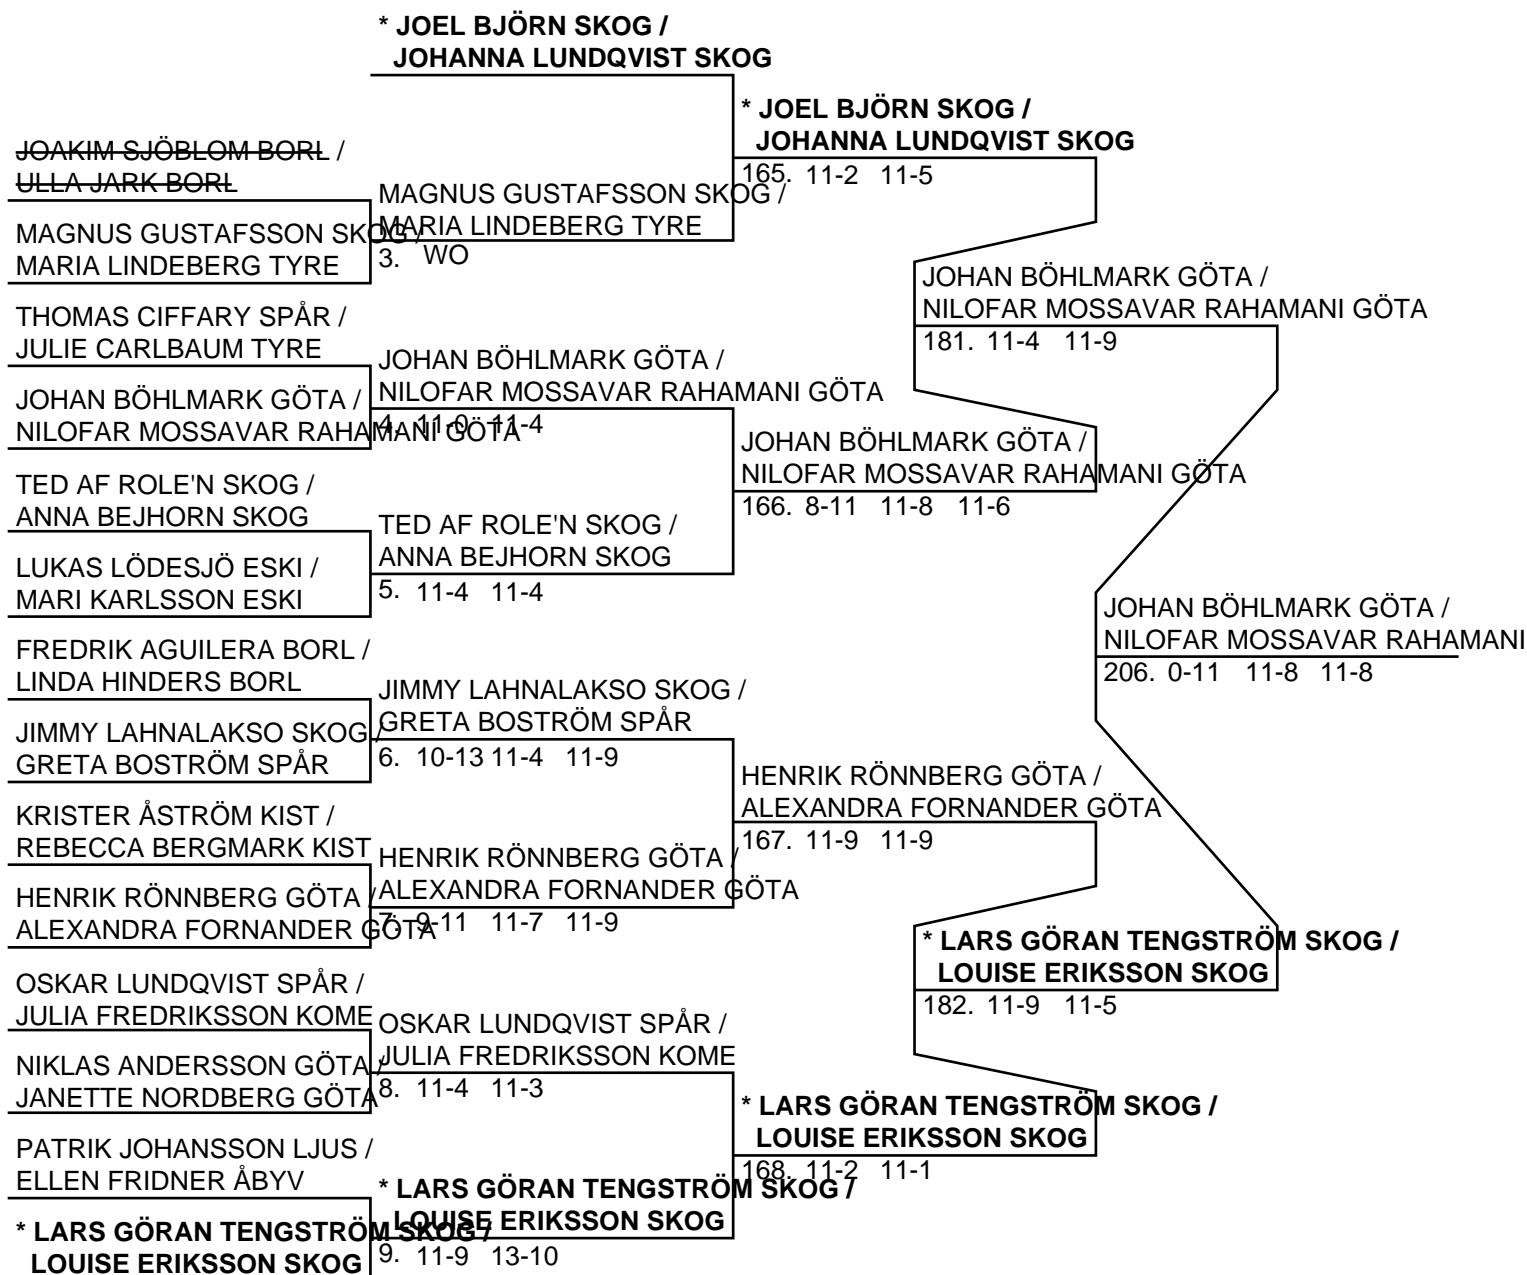 * JOEL BJÖRN SKOG /
JOHANNA LUNDQVIST SKOG
JOAKIM SJÖBLOM BORL /
ULLA JARK BORL
MAGNUS GUSTAFSSON SKOG /
MARIA LINDEBERG TYRE
THOMAS CIFFARY SPÅR /
JULIE CARLBAUM TYRE
JOHAN BÖHLMARK GÖTA /
NILOFAR MOSSAVAR RAHAMANI GÖTA
TED AF ROLE'N SKOG /
ANNA BEJHORN SKOG
LUKAS LÖDESJÖ ESKI /
MARI KARLSSON ESKI
FREDRIK AGUILERA BORL /
LINDA HINDERS BORL
JIMMY LAHNALAKSO SKOG /
GRETA BOSTRÖM SPÅR
KRISTER ÅSTRÖM KIST /
REBECCA BERGMARK KIST
HENRIK RÖNNBERG GÖTA /
ALEXANDRA FORNANDER GÖTA
OSKAR LUNDQVIST SPÅR /
JULIA FREDRIKSSON KOME
NIKLAS ANDERSSON GÖTA /
JANETTE NORDBERG GÖTA
PATRIK JOHANSSON LJUS /
ELLEN FRIDNER ÅBYV
* LARS GÖRAN TENGSTRÖM SKOG /
LOUISE ERIKSSON SKOG
MAGNUS GUSTAFSSON SKOG /
MARIA LINDEBERG TYRE
3. WO
JOHAN BÖHLMARK GÖTA /
NILOFAR MOSSAVAR RAHAMANI GÖTA
4. 11-0 11-4
TED AF ROLE'N SKOG /
ANNA BEJHORN SKOG
5. 11-4 11-4
JIMMY LAHNALAKSO SKOG /
GRETA BOSTRÖM SPÅR
6. 10-13 11-4 11-9
HENRIK RÖNNBERG GÖTA /
ALEXANDRA FORNANDER GÖTA
7. 9-11 11-7 11-9
OSKAR LUNDQVIST SPÅR /
JULIA FREDRIKSSON KOME
8. 11-4 11-3
* LARS GÖRAN TENGSTRÖM SKOG /
LOUISE ERIKSSON SKOG
9. 11-9 13-10
* JOEL BJÖRN SKOG /
JOHANNA LUNDQVIST SKOG
165. 11-2 11-5
JOHAN BÖHLMARK GÖTA /
NILOFAR MOSSAVAR RAHAMANI GÖTA
166. 8-11 11-8 11-6
HENRIK RÖNNBERG GÖTA /
ALEXANDRA FORNANDER GÖTA
167. 11-9 11-9
* LARS GÖRAN TENGSTRÖM SKOG /
LOUISE ERIKSSON SKOG
168. 11-2 11-1
JOHAN BÖHLMARK GÖTA /
NILOFAR MOSSAVAR RAHAMANI GÖTA
181. 11-4 11-9
* LARS GÖRAN TENGSTRÖM SKOG /
LOUISE ERIKSSON SKOG
182. 11-9 11-5
JOHAN BÖHLMARK GÖTA /
NILOFAR MOSSAVAR RAHAMANI
206. 0-11 11-8 11-8